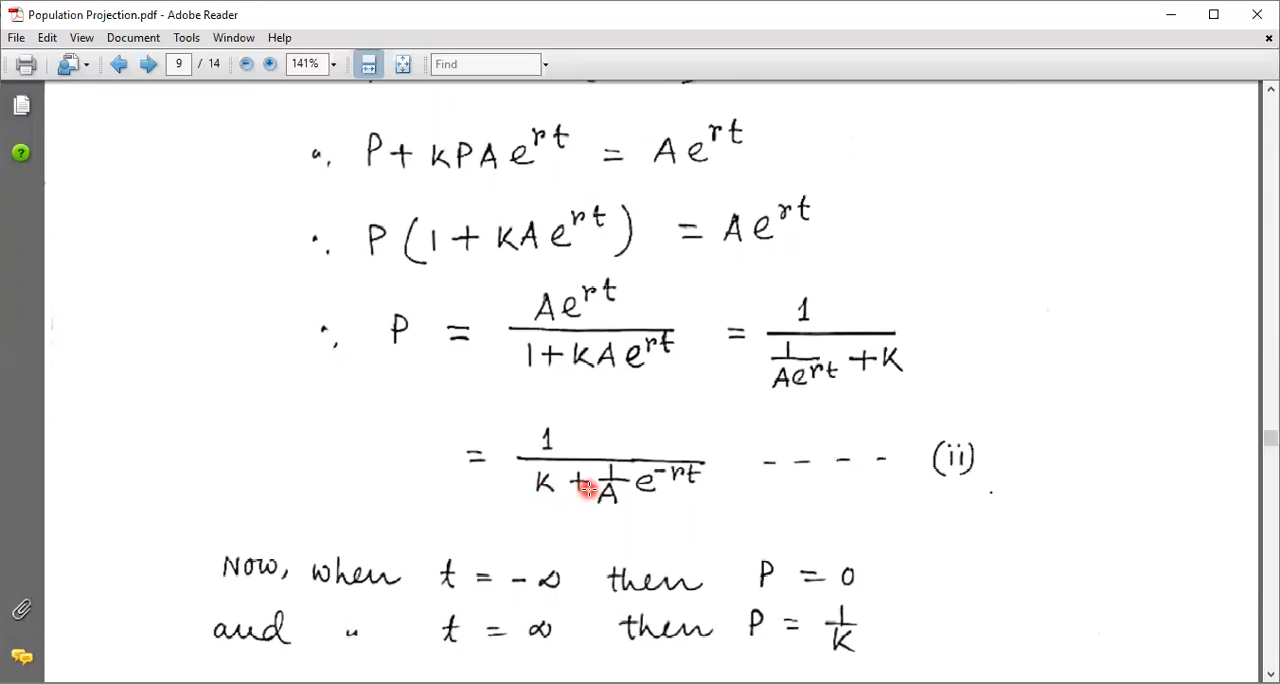 Population Projection.pdf - Adobe Reader
File Edit View Document Tools Window Help
9 / 14 141% Find
∴ P + KPAe^{rt} = Ae^{rt}
∴ P(1 + KAe^{rt}) = Ae^{rt}
∴ P = Ae^{rt} / (1 + KAe^{rt}) = 1 / (1/Ae^{rt} + K)
= 1 / (K + 1/A e^{-rt}) - - - - (ii)
Now, when t = -∞ then P = 0
and " t = ∞ then P = 1/K